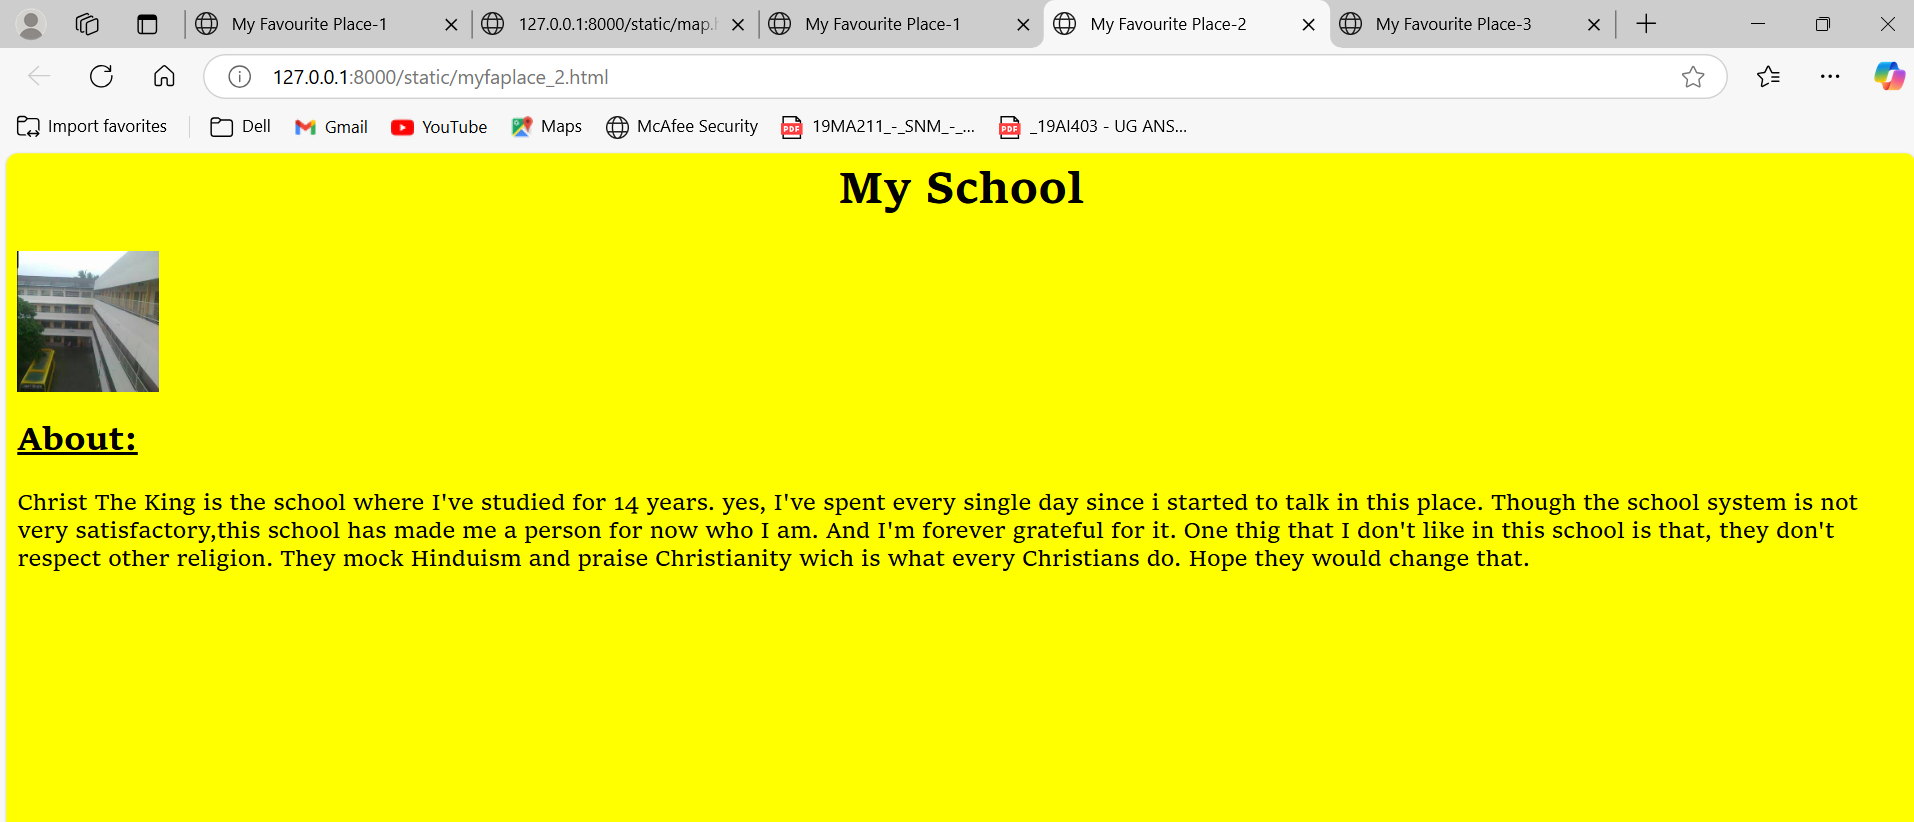 My Favourite Place-1
127.0.0.1:8000/static/map.h
My Favourite Place-1
My Favourite Place-2
My Favourite Place-3
127.0.0.1:8000/static/myfaplace_2.html
Import favorites
Dell
Gmail
YouTube
Maps
McAfee Security
PDF
19MA211_-_SNM_-_...
PDF
_19AI403 - UG ANS...
My School
About:
Christ The King is the school where I've studied for 14 years. yes, I've spent every single day since i started to talk in this place. Though the school system is not
very satisfactory,this school has made me a person for now who I am. And I'm forever grateful for it. One thig that I don't like in this school is that, they don't
respect other religion. They mock Hinduism and praise Christianity wich is what every Christians do. Hope they would change that.